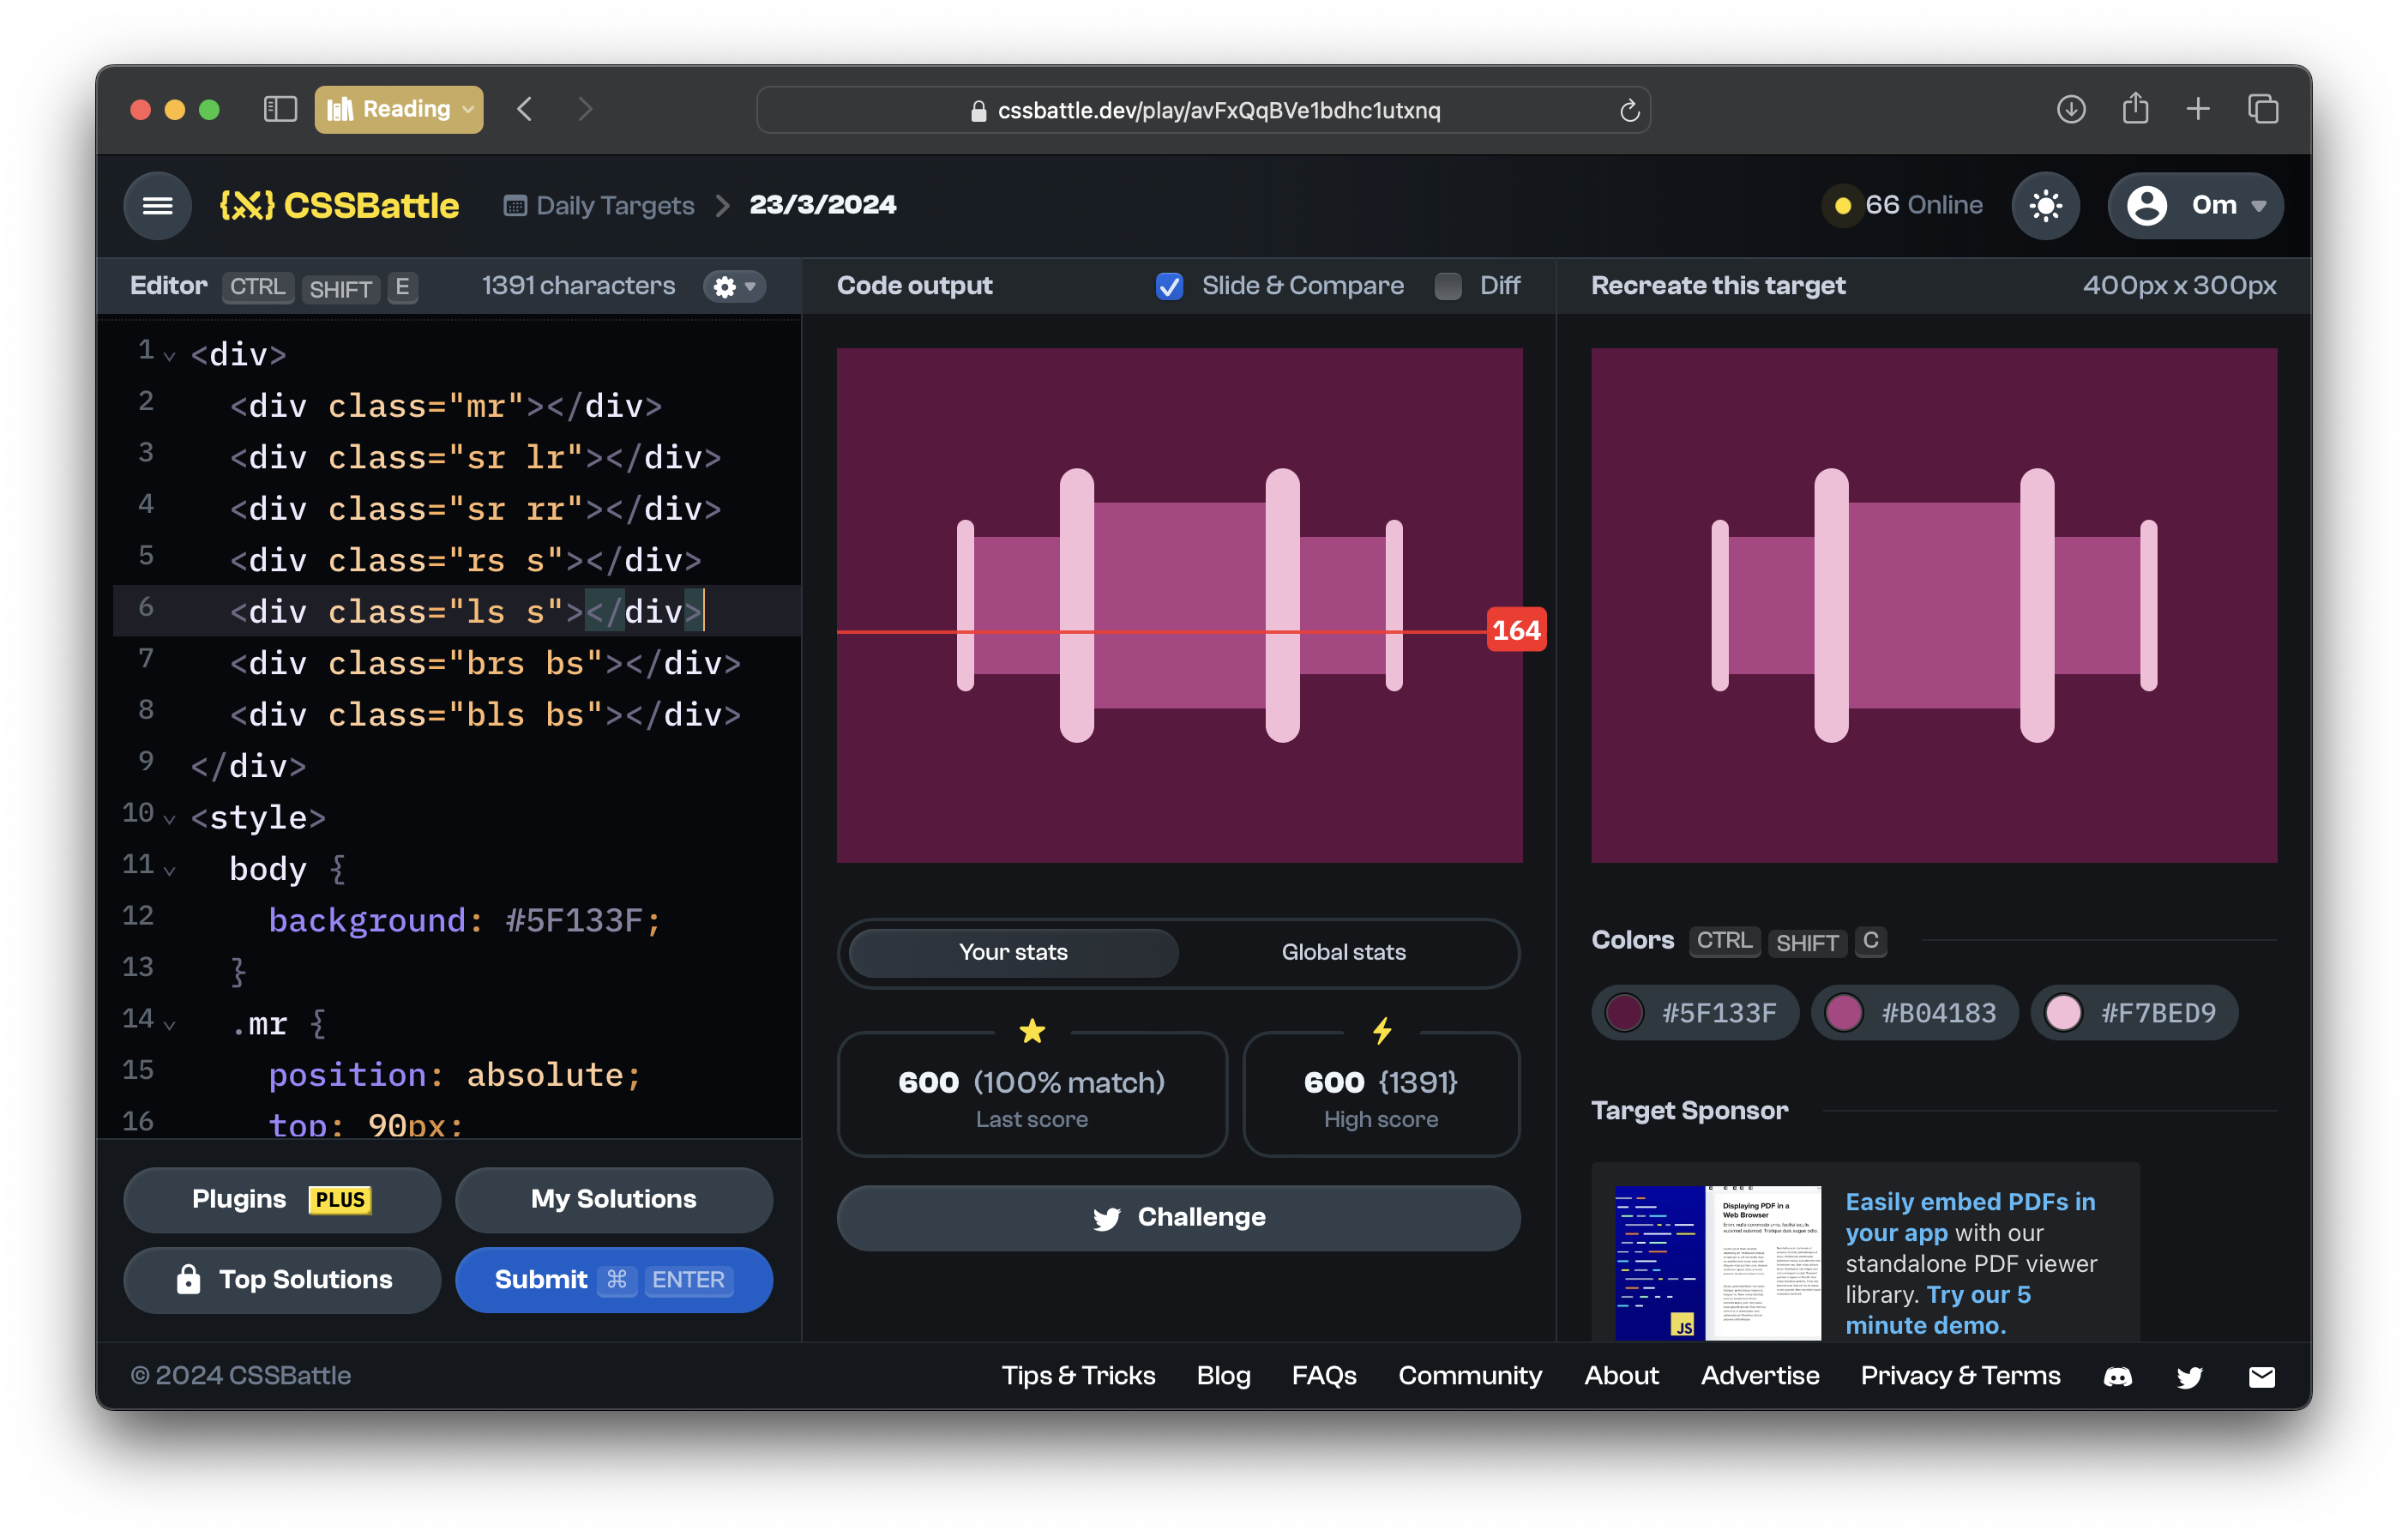 Reading
cssbattle.dev/play/avFxQqBVe1bdhc1utxnq
CSSBattle
Daily Targets
23/3/2024
66 Online
0m
Editor CTRL SHIFT E
1391 characters
Code output
Slide & Compare
Diff
Recreate this target
400px x 300px
1 <div>
2 <div class="mr"></div>
3 <div class="sr lr"></div>
4 <div class="sr rr"></div>
5 <div class="rs s"></div>
6 <div class="ls s"></div>
7 <div class="brs bs"></div>
8 <div class="bls bs"></div>
9 </div>
10 <style>
11 body {
12 background: #5F133F;
13 }
14 .mr {
15 position: absolute;
16 top: 90px;
Plugins PLUS
My Solutions
Top Solutions
Submit ⌘ ENTER
164
Your stats
Global stats
600 (100% match)
Last score
600 {1391}
High score
Challenge
Colors CTRL SHIFT C
#5F133F
#B04183
#F7BED9
Target Sponsor
Displaying PDF in a
Web Browser
JS
Easily embed PDFs in
your app with our
standalone PDF viewer
library. Try our 5
minute demo.
© 2024 CSSBattle
Tips & Tricks
Blog
FAQs
Community
About
Advertise
Privacy & Terms